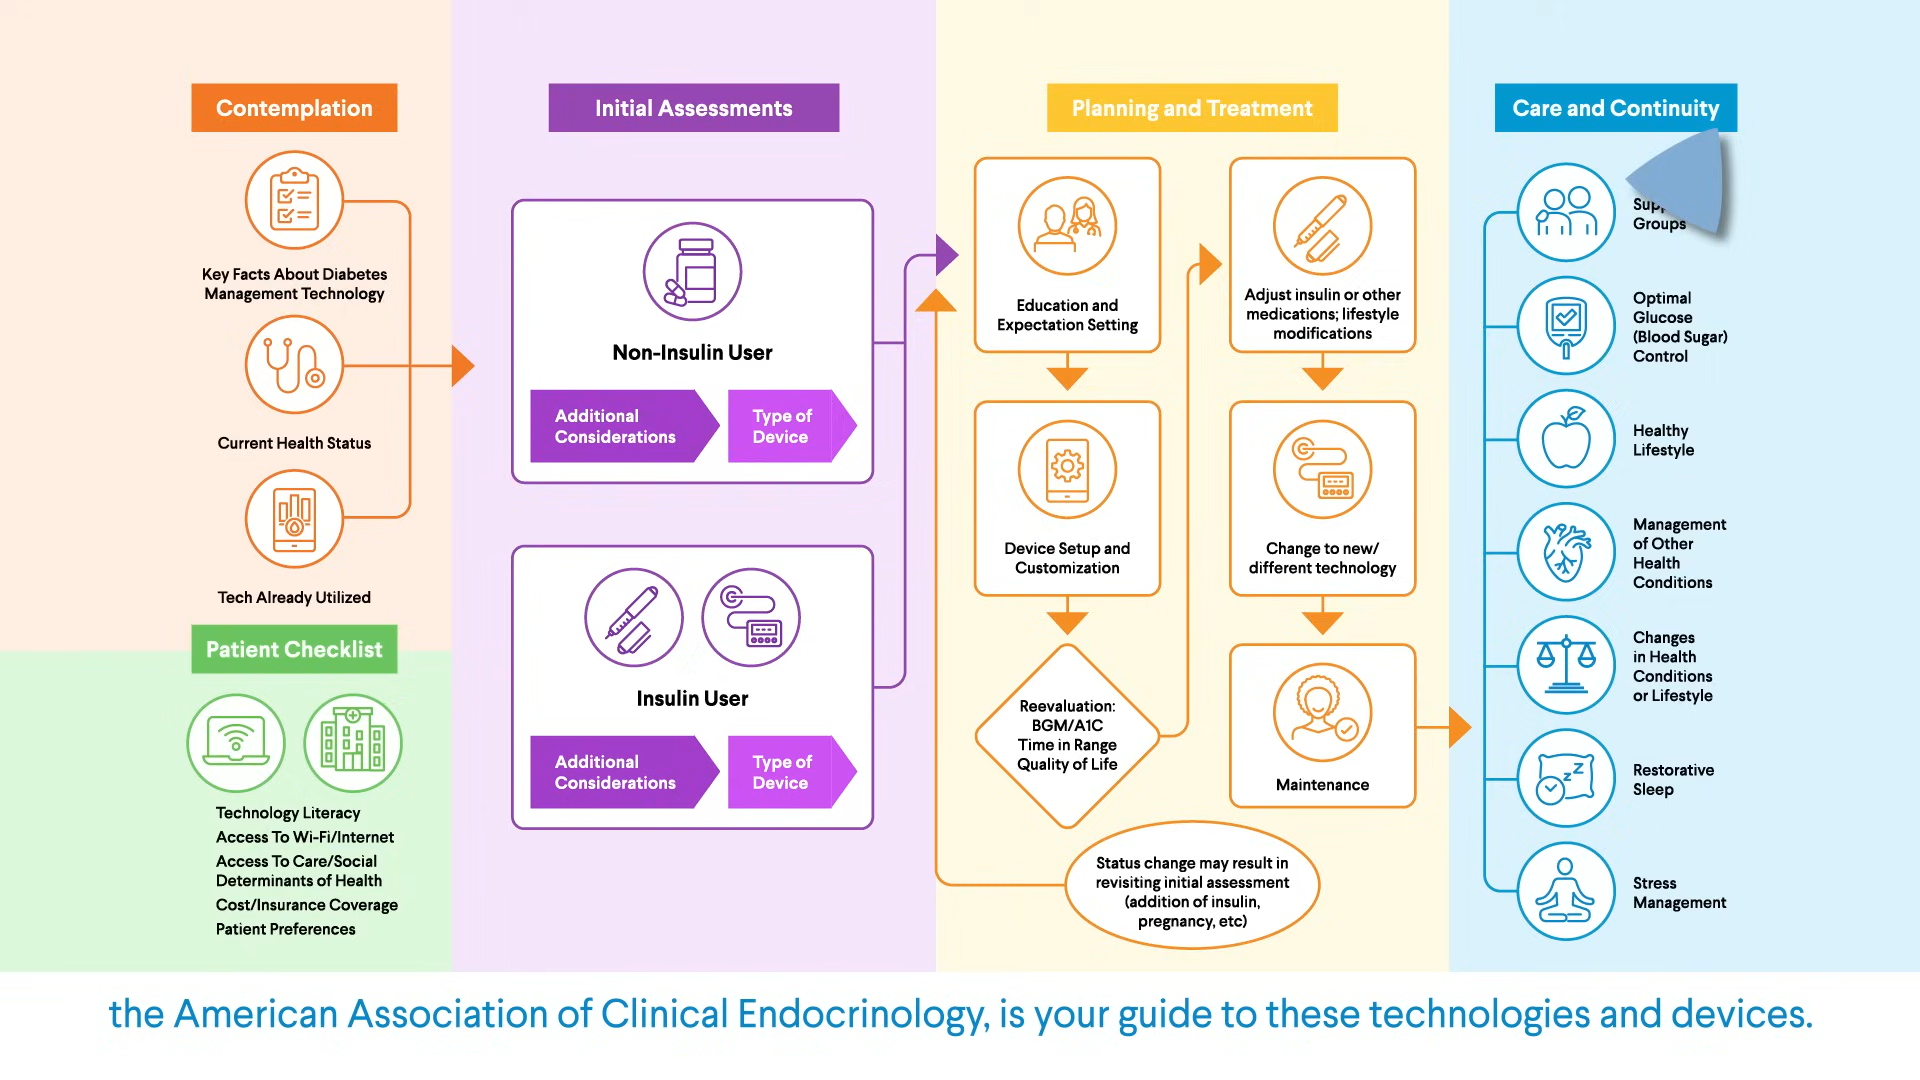 Contemplation
Key Facts About Diabetes
Management Technology
Current Health Status
Tech Already Utilized
Patient Checklist
Technology Literacy
Access To Wi-Fi/Internet
Access To Care/Social
Determinants of Health
Cost/Insurance Coverage
Patient Preferences
Initial Assessments
Non-Insulin User
Additional
Considerations
Type of
Device
Insulin User
Additional
Considerations
Type of
Device
Planning and Treatment
Education and
Expectation Setting
Device Setup and
Customization
Reevaluation:
BGM/A1C
Time in Range
Quality of Life
Adjust insulin or other
medications; lifestyle
modifications
Change to new/
different technology
Maintenance
Status change may result in
revisiting initial assessment
(addition of insulin,
pregnancy, etc)
Care and Continuity
Groups
Optimal
Glucose
(Blood Sugar)
Control
Healthy
Lifestyle
Management
of Other
Health
Conditions
Changes
in Health
Conditions
or Lifestyle
Restorative
Sleep
Stress
Management
the American Association of Clinical Endocrinology, is your guide to these technologies and devices.